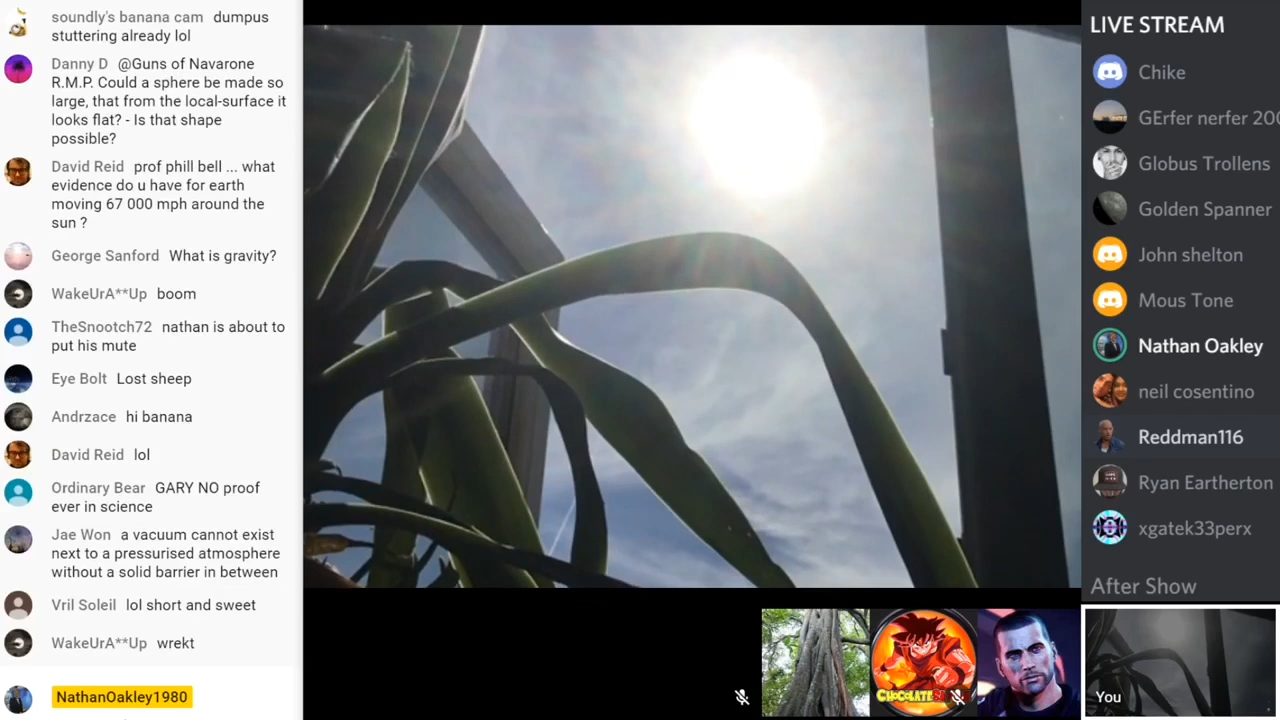 soundly's banana cam dumpus
stuttering already lol
Danny D @Guns of Navarone
R.M.P. Could a sphere be made so
large, that from the local-surface it
looks flat? - Is that shape
possible?
David Reid prof phill bell ... what
evidence do u have for earth
moving 67 000 mph around the
sun ?
George Sanford What is gravity?
WakeUrA**Up boom
TheSnootch72 nathan is about to
put his mute
Eye Bolt Lost sheep
Andrzace hi banana
David Reid lol
Ordinary Bear GARY NO proof
ever in science
Jae Won a vacuum cannot exist
next to a pressurised atmosphere
without a solid barrier in between
Vril Soleil lol short and sweet
WakeUrA**Up wrekt
NathanOakley1980
LIVE STREAM
Chike
GErfer nerfer 200
Globus Trollens
Golden Spanner
John shelton
Mous Tone
Nathan Oakley
neil cosentino
Reddman116
Ryan Eartherton
xgatek33perx
After Show
You